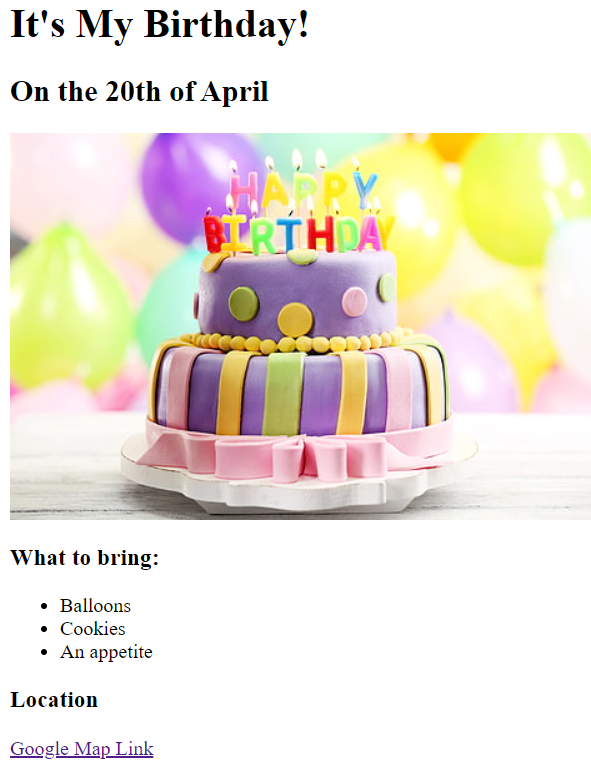 It's My Birthday!
On the 20th of April
HAPPY
BIRTHDAY
What to bring:
Balloons
Cookies
An appetite
Location
Google Map Link